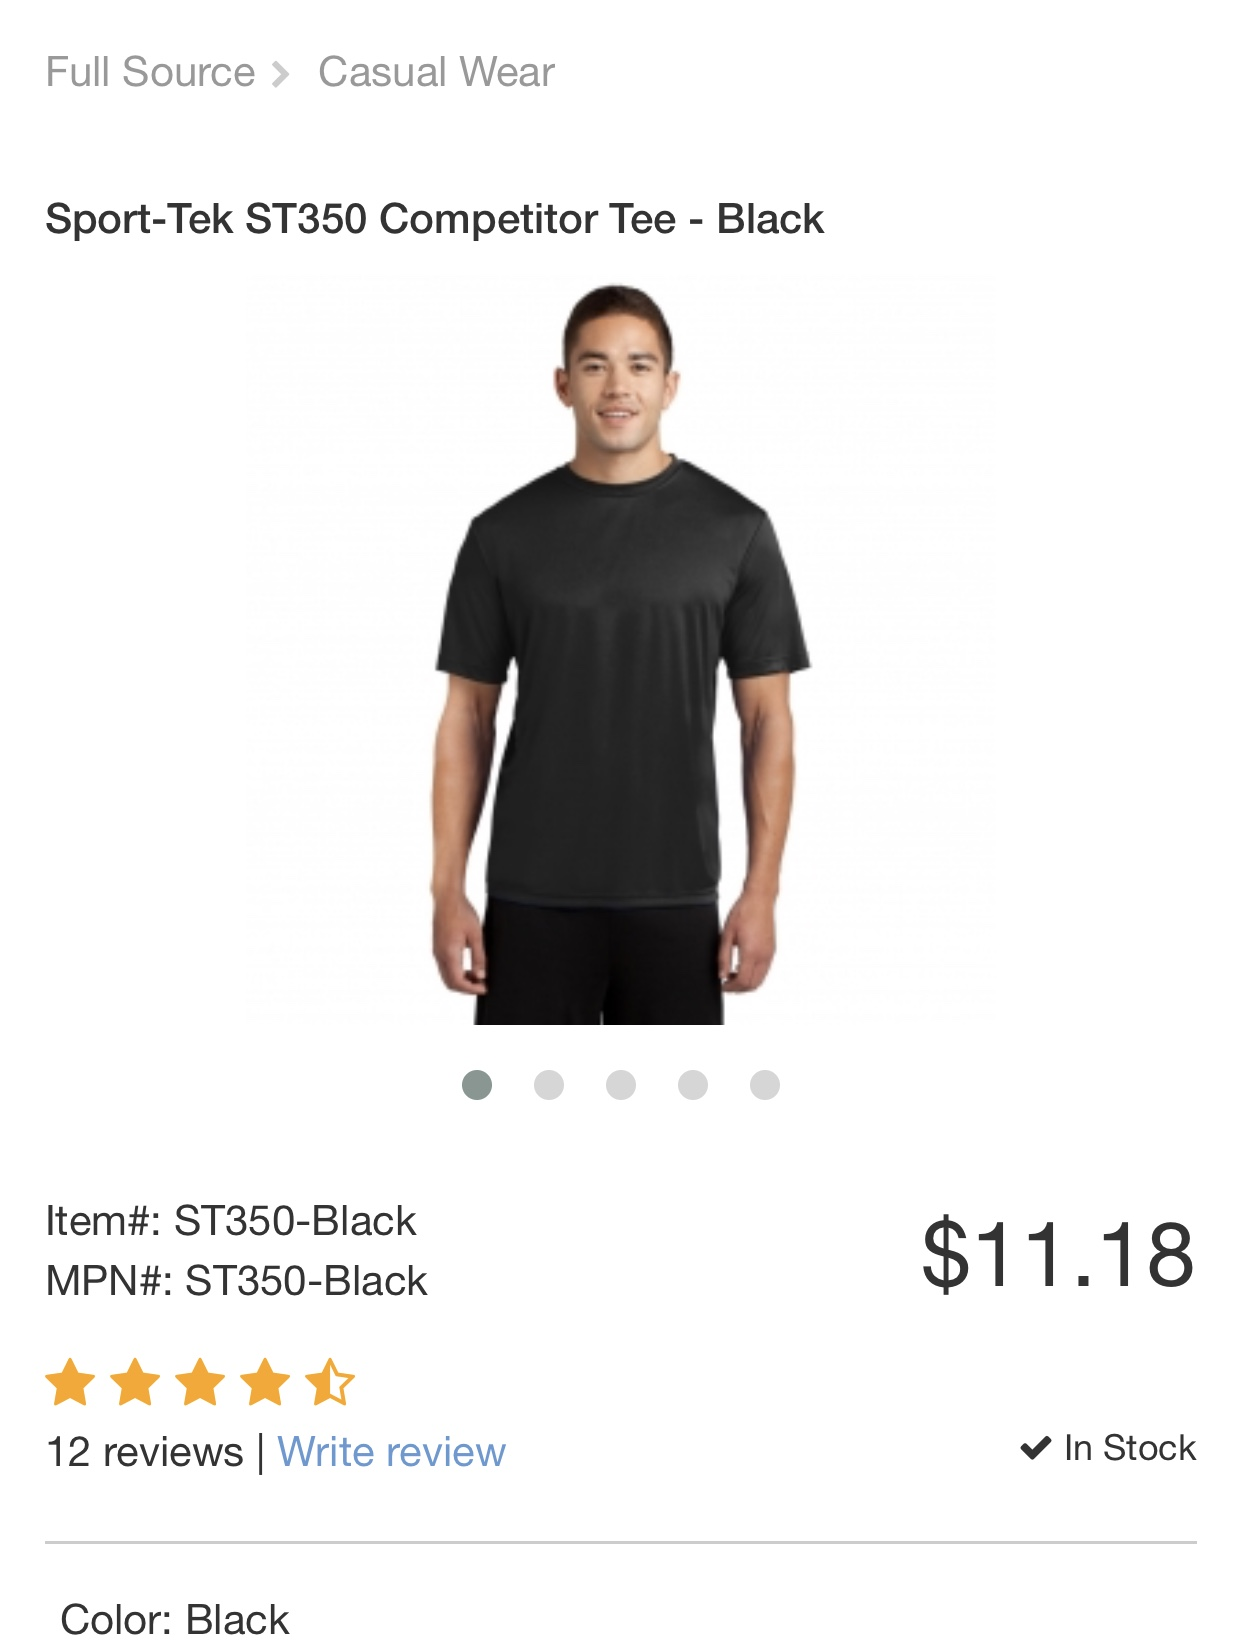 Full Source > Casual Wear
Sport-Tek ST350 Competitor Tee - Black
Item#: ST350-Black
MPN#: ST350-Black
$11.18
12 reviews | Write review
In Stock
Color: Black